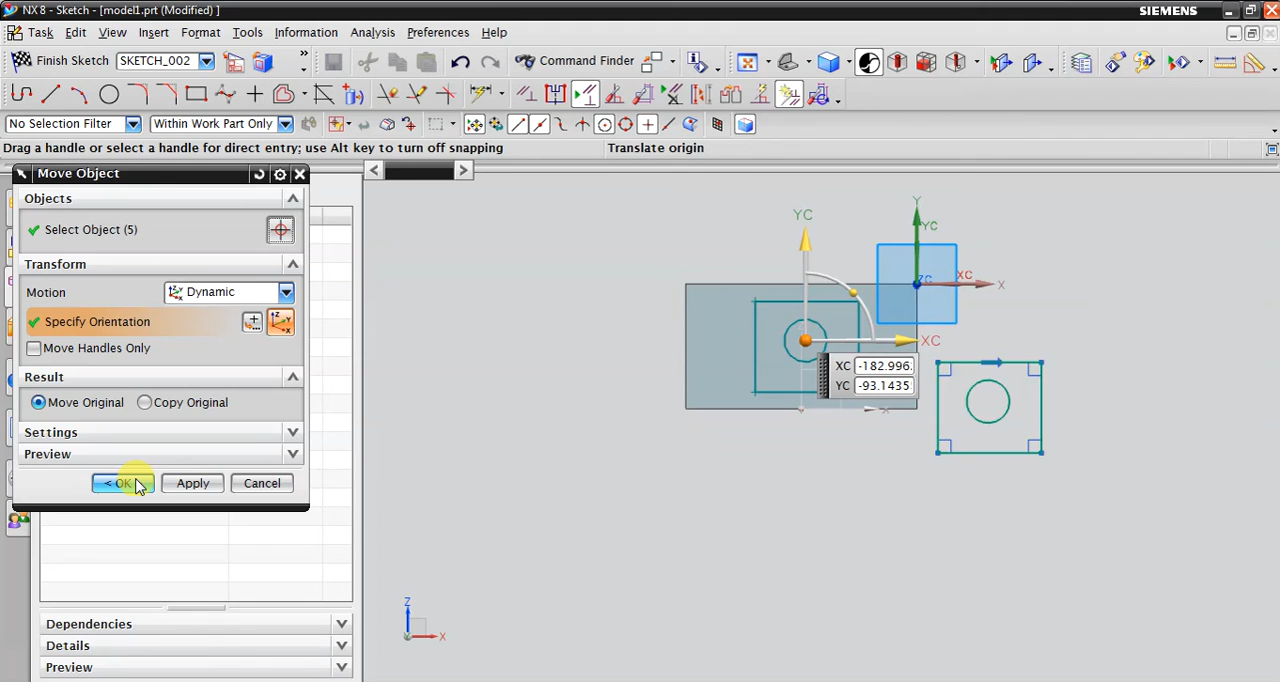 NX 8 - Sketch - [model1.prt (Modified) ]
SIEMENS
Task Edit View Insert Format Tools Information Analysis Preferences Help
Finish Sketch SKETCH_002 Command Finder
No Selection Filter Within Work Part Only
Drag a handle or select a handle for direct entry; use Alt key to turn off snapping
Translate origin
Move Object
Objects
Select Object (5)
Transform
Motion Dynamic
Specify Orientation
Move Handles Only
Result
Move Original Copy Original
Settings
Preview
< OK Apply Cancel
Dependencies
Details
Preview
Y
YC
YC
XC
ZC
X
XC
XC -182.996
YC -93.1435
X
Z
Y
X